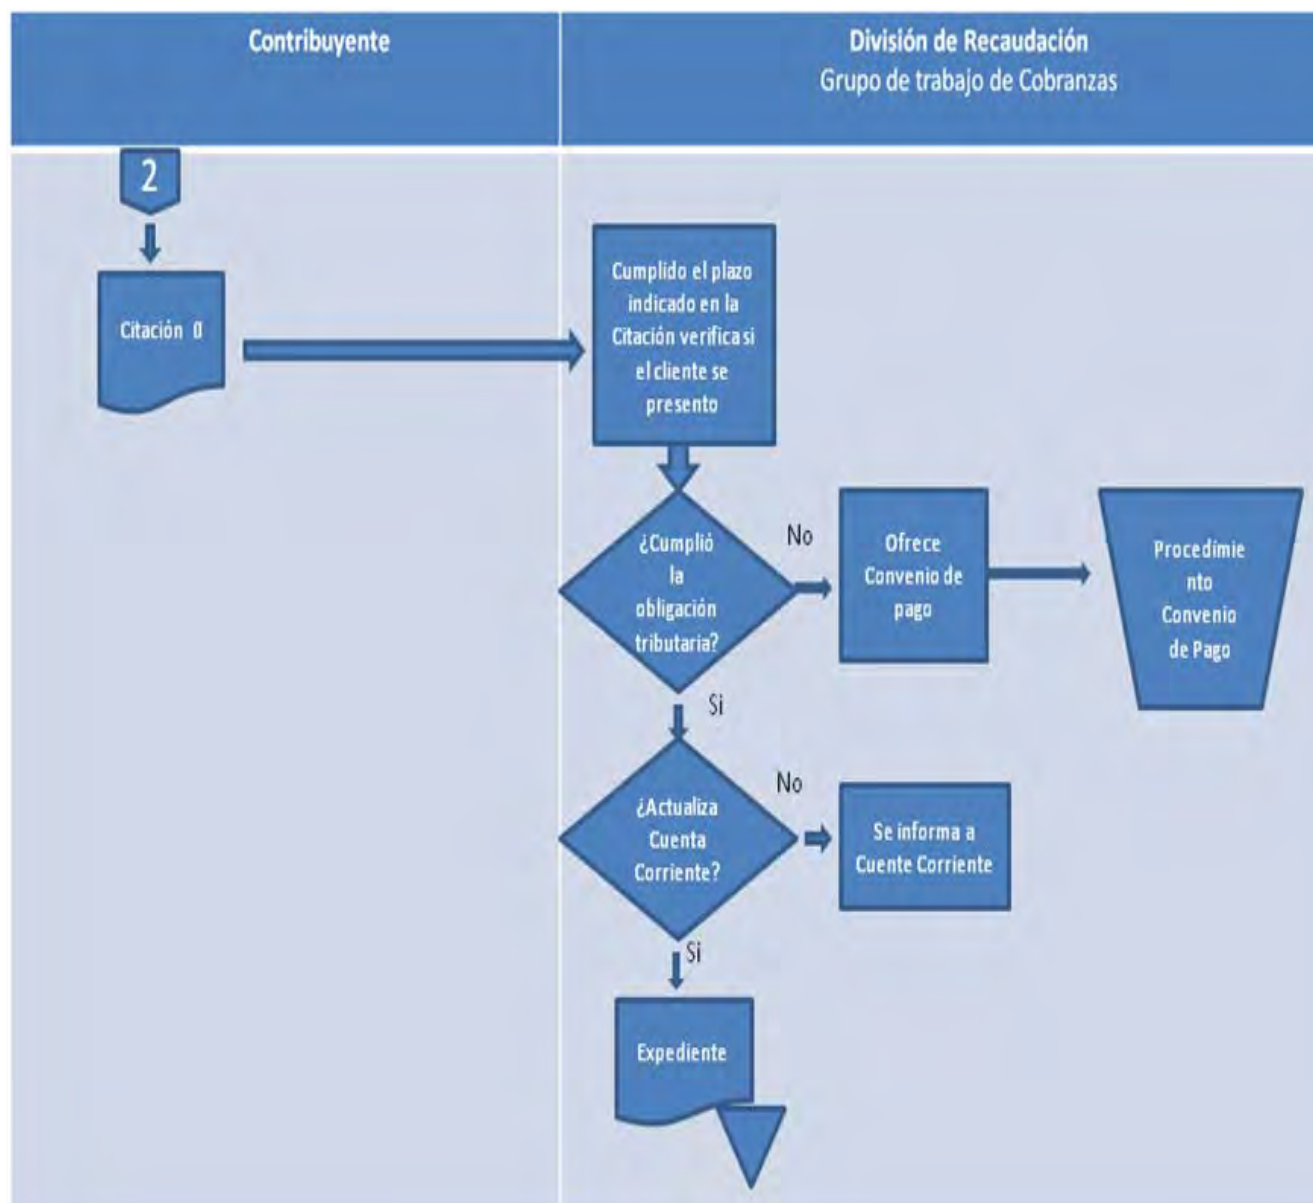 Contribuyente
División de Recaudación
Grupo de trabajo de Cobranzas
2
Citación 0
Cumplido el plazo
indicado en la
Citación verifica si
el cliente se
presento
¿Cumplió
la
obligación
tributaria?
No
Ofrece
Convenio de
pago
Procedimie
nto
Convenio
de Pago
Si
¿Actualiza
Cuenta
Corriente?
No
Se informa a
Cuente Corriente
Si
Expediente